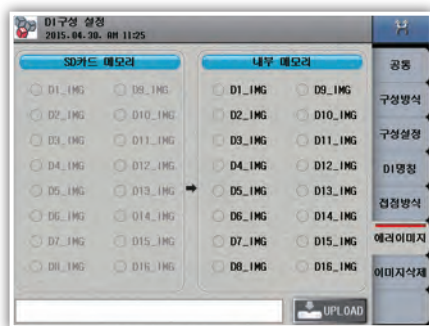 DI구성 설정
2015.04.30. AM 11:25
SD카드 메모리
내부 메모리
D1_IMG D9_IMG
D2_IMG D10_IMG
D3_IMG D11_IMG
D4_IMG D12_IMG
D5_IMG D13_IMG
D6_IMG D14_IMG
D7_IMG D15_IMG
D8_IMG D16_IMG
D1_IMG D9_IMG
D2_IMG D10_IMG
D3_IMG D11_IMG
D4_IMG D12_IMG
D5_IMG D13_IMG
D6_IMG D14_IMG
D7_IMG D15_IMG
D8_IMG D16_IMG
UPLOAD
공통
구성방식
구성설정
DI명칭
접점방식
에러이미지
이미지삭제